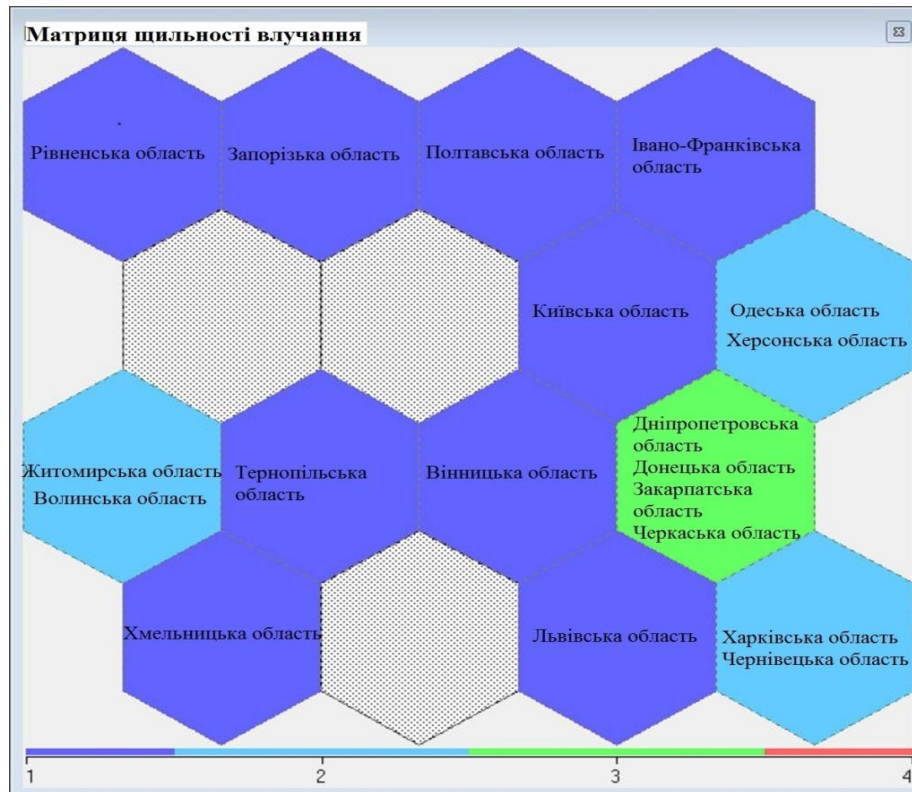 Матриця щильності влучання
Рівненська область
Запорізька область
Полтавська область
Івано-Франківська
область
Київська область
Одеська область
Херсонська область
Житомирська область
Волинська область
Тернопільська
область
Вінницька область
Дніпропетровська
область
Донецька область
Закарпатська
область
Черкаська область
Хмельницька область
Львівська область
Харківська область
Чернівецька область
1 2 3 4